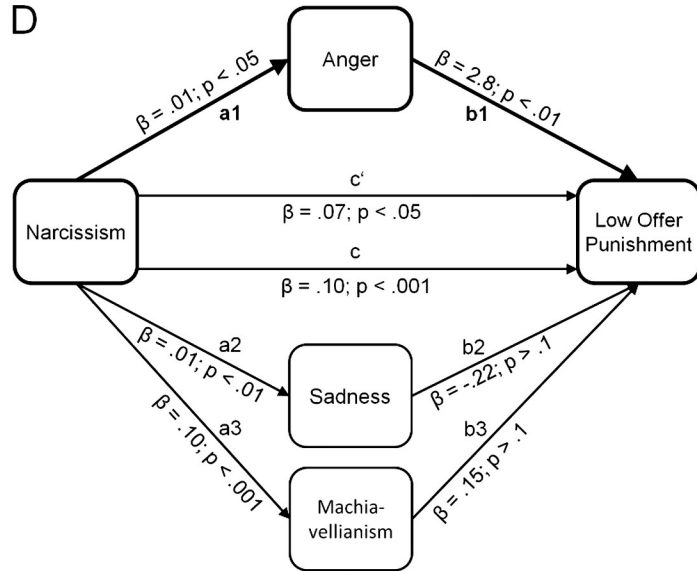 D
Anger
β = .01; p < .05
a1
β = 2.8; p < .01
b1
Narcissism
c‘
β = .07; p < .05
c
β = .10; p < .001
Low Offer
Punishment
a2
β = .01; p < .01
Sadness
b2
β = -.22; p > .1
a3
β = .10; p < .001
Machia-
vellianism
b3
β = .15; p > .1